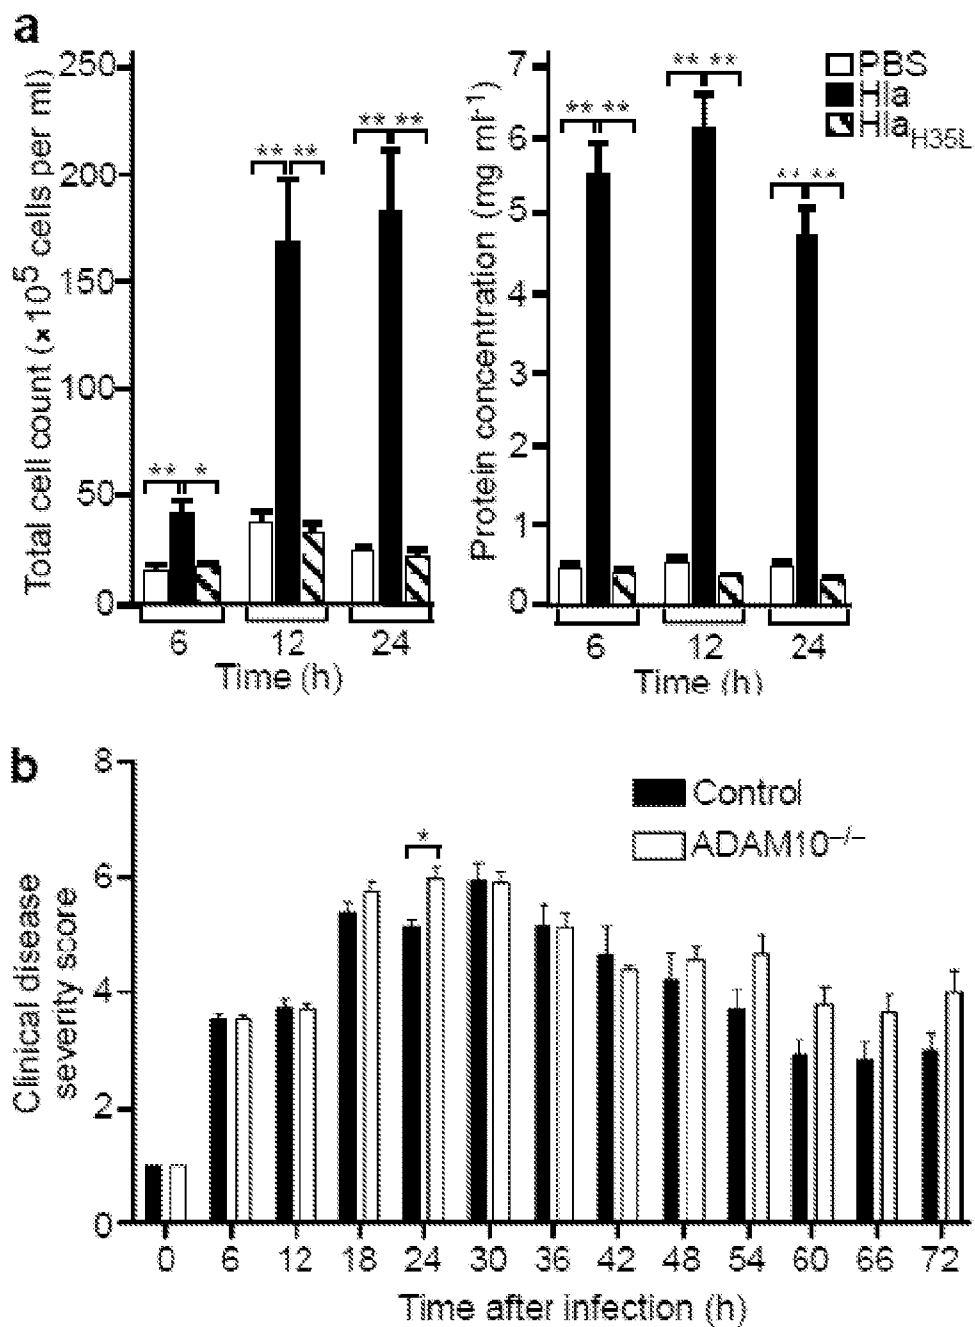 a
Total cell count (×10⁵ cells per ml)
250
200
150
100
50
0
** *
** **
** **
6 12 24
Time (h)
Protein concentration (mg ml⁻¹)
7
6
5
4
3
2
1
0
** **
** **
** **
6 12 24
Time (h)
PBS
Hla
Hla_H35L
b
Clinical disease
severity score
8
6
4
2
0
*
Control
ADAM10⁻/⁻
0 6 12 18 24 30 36 42 48 54 60 66 72
Time after infection (h)